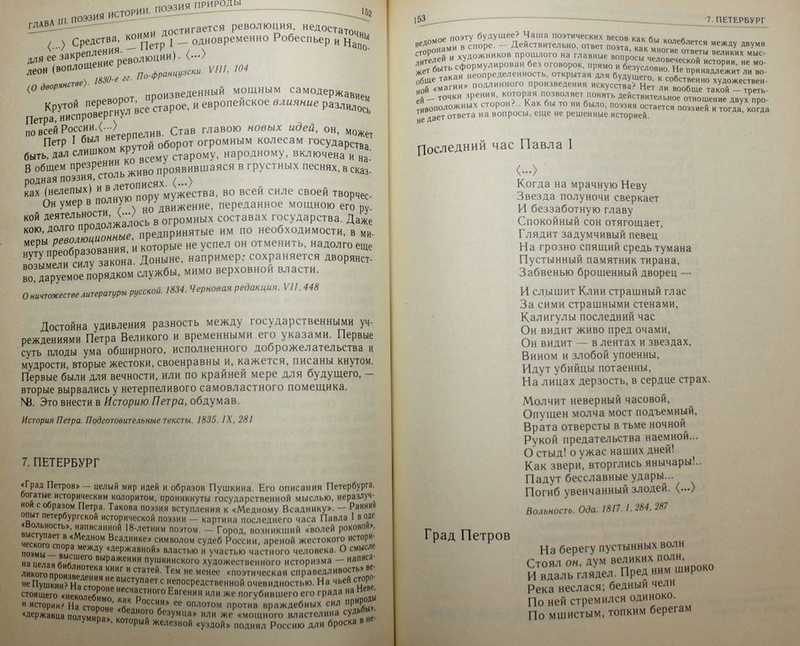 ГЛАВА III. ПОЭЗИЯ ИСТОРИИ, ПОЭЗИЯ ПРИРОДЫ
152
⟨...⟩ Средства, коими достигается революция, недостаточны
для ее закрепления. — Петр I — одновременно Робеспьер и Напо-
леон (воплощение революции). ⟨...⟩
⟨О дворянстве⟩. 1830-е гг. По-французски. VIII, 104
Крутой переворот, произведенный мощным самодержавием
Петра, ниспровергнул все старое, и европейское влияние разлилось
по всей России. ⟨...⟩
Петр I был нетерпелив. Став главою новых идей, он, может
быть, дал слишком крутой оборот огромным колесам государства.
В общем презрении ко всему старому, народному, включена и на-
родная поэзия, столь живо проявившаяся в грустных песнях, в сказ-
ках (нелепых) и в летописях. ⟨...⟩
Он умер в полную пору мужества, во всей силе своей творчес-
кой деятельности, ⟨...⟩ но движение, переданное мощною его ру-
кою, долго продолжалось в огромных составах государства. Даже
меры революционные, предпринятые им по необходимости, в ми-
нуту преобразования, и которые не успел он отменить, надолго еще
возымели силу закона. Доныне, например, сохраняется дворянст-
во, даруемое порядком службы, мимо верховной власти.
О ничтожестве литературы русской. 1834. Черновая редакция. VII, 448
Достойна удивления разность между государственными уч-
реждениями Петра Великого и временными его указами. Первые
суть плоды ума обширного, исполненного доброжелательства и
мудрости, вторые жестоки, своенравны и, кажется, писаны кнутом.
Первые были для вечности, или по крайней мере для будущего, —
вторые вырвались у нетерпеливого самовластного помещика.
NB. Это внести в Историю Петра, обдумав.
История Петра. Подготовительные тексты. 1835. IX, 281
7. ПЕТЕРБУРГ
«Град Петров» — целый мир идей и образов Пушкина. Его описания Петербурга,
богатые историческим колоритом, проникнуты государственной мыслью, неразлуч-
ной с образом Петра. Такова поэзия вступления к «Медному Всаднику». — Ранний
опыт петербургской исторической поэзии — картина последнего часа Павла I в оде
«Вольность», написанной 18-летним поэтом. — Город, возникший «волей роковой»,
выступает в «Медном Всаднике» символом судеб России, ареной жестокого истори-
ческого спора между «державной» властью и участью частного человека. О смысле
поэмы — высшего выражения пушкинского художественного историзма — написа-
на целая библиотека книг и статей. Тем не менее «поэтическая справедливость» ве-
ликого произведения не выступает с непосредственной очевидностью. На чьей сторо-
не Пушкин? На стороне несчастного Евгения или же погубившего его града на Неве,
стоящего «неколебимо, как Россия» ее оплотом против враждебных сил природы
и истории? На стороне «бедного безумца» или же «мощного властелина судьбы»,
«державца полумира», который железной «уздой» поднял Россию для броска в не-
153
7. ПЕТЕРБУРГ
ведомое поэту будущее? Чаша поэтических весов как бы колеблется между двумя
сторонами в споре. — Действительно, ответ поэта, как многие ответы великих мыс-
лителей и художников прошлого на главные вопросы человеческой истории, не мо-
жет быть сформулирован без оговорок, прямо и безусловно. Не принадлежит ли во-
обще такая неопределенность, открытая для будущего, к собственно художествен-
ной «магии» подлинного произведения искусства? Нет ли вообще такой — треть-
ей — точки зрения, которая позволяет понять действительное отношение двух про-
тивоположных сторон?.. Как бы то ни было, поэзия остается поэзией и тогда, когда
не дает ответа на вопросы, еще не решенные историей.
Последний час Павла I
⟨...⟩
Когда на мрачную Неву
Звезда полуночи сверкает
И беззаботную главу
Спокойный сон отягощает,
Глядит задумчивый певец
На грозно спящий средь тумана
Пустынный памятник тирана,
Забвенью брошенный дворец —
И слышит Клии страшный глас
За сими страшными стенами,
Калигулы последний час
Он видит живо пред очами,
Он видит — в лентах и звездах,
Вином и злобой упоенны,
Идут убийцы потаенны,
На лицах дерзость, в сердце страх.
Молчит неверный часовой,
Опущен молча мост подъемный,
Врата отверсты в тьме ночной
Рукой предательства наемной...
О стыд! о ужас наших дней!
Как звери, вторглись янычары!..
Падут бесславные удары...
Погиб увенчанный злодей. ⟨...⟩
Вольность. Ода. 1817. I, 284, 287
Град Петров
На берегу пустынных волн
Стоял он, дум великих полн,
И вдаль глядел. Пред ним широко
Река неслася; бедный челн
По ней стремился одиноко.
По мшистым, топким берегам